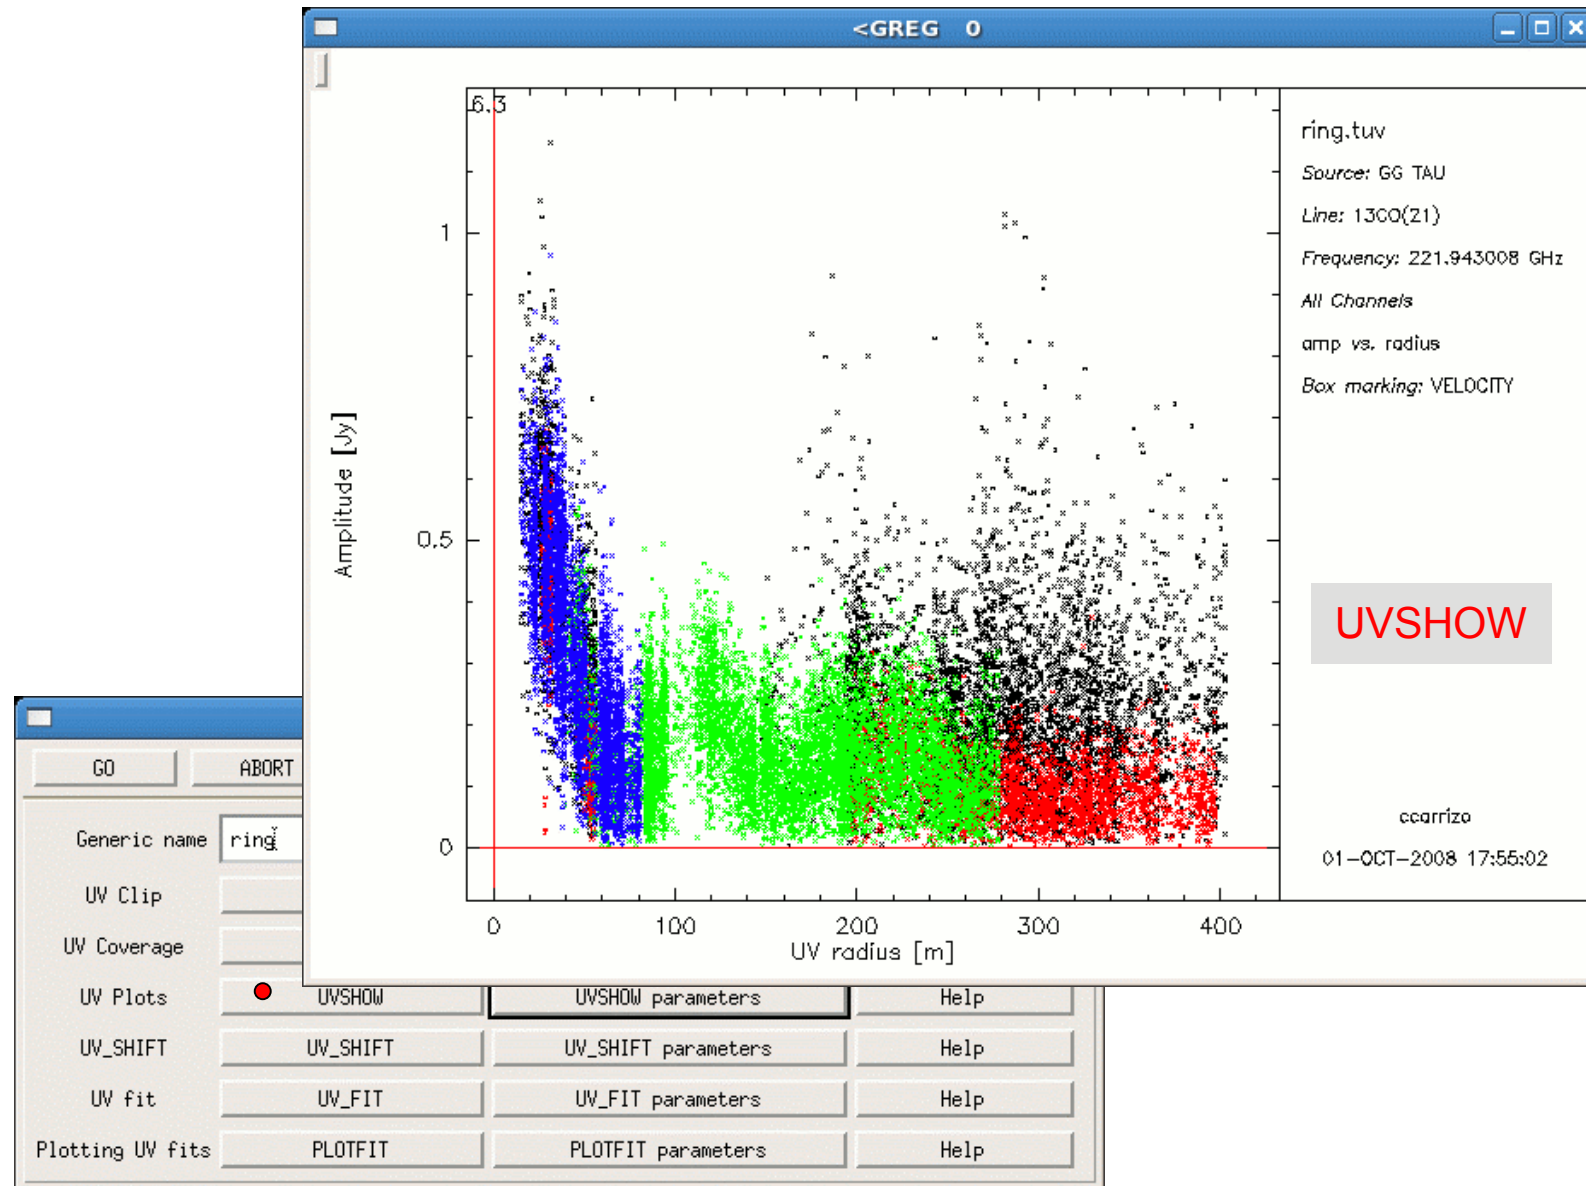 <GREG 0
6.3
1
0.5
0
Amplitude [Jy]
0
100
200
300
400
UV radius [m]
ring.tuv
Source: GG TAU
Line: 13CO(21)
Frequency: 221.943008 GHz
All Channels
amp vs. radius
Box marking: VELOCITY
UVSHOW
ccarrizo
01-OCT-2008 17:55:02
GO
ABORT
Generic name
ring
UV Clip
UV Coverage
UV Plots
UVSHOW
UVSHOW parameters
Help
UV_SHIFT
UV_SHIFT
UV_SHIFT parameters
Help
UV fit
UV_FIT
UV_FIT parameters
Help
Plotting UV fits
PLOTFIT
PLOTFIT parameters
Help